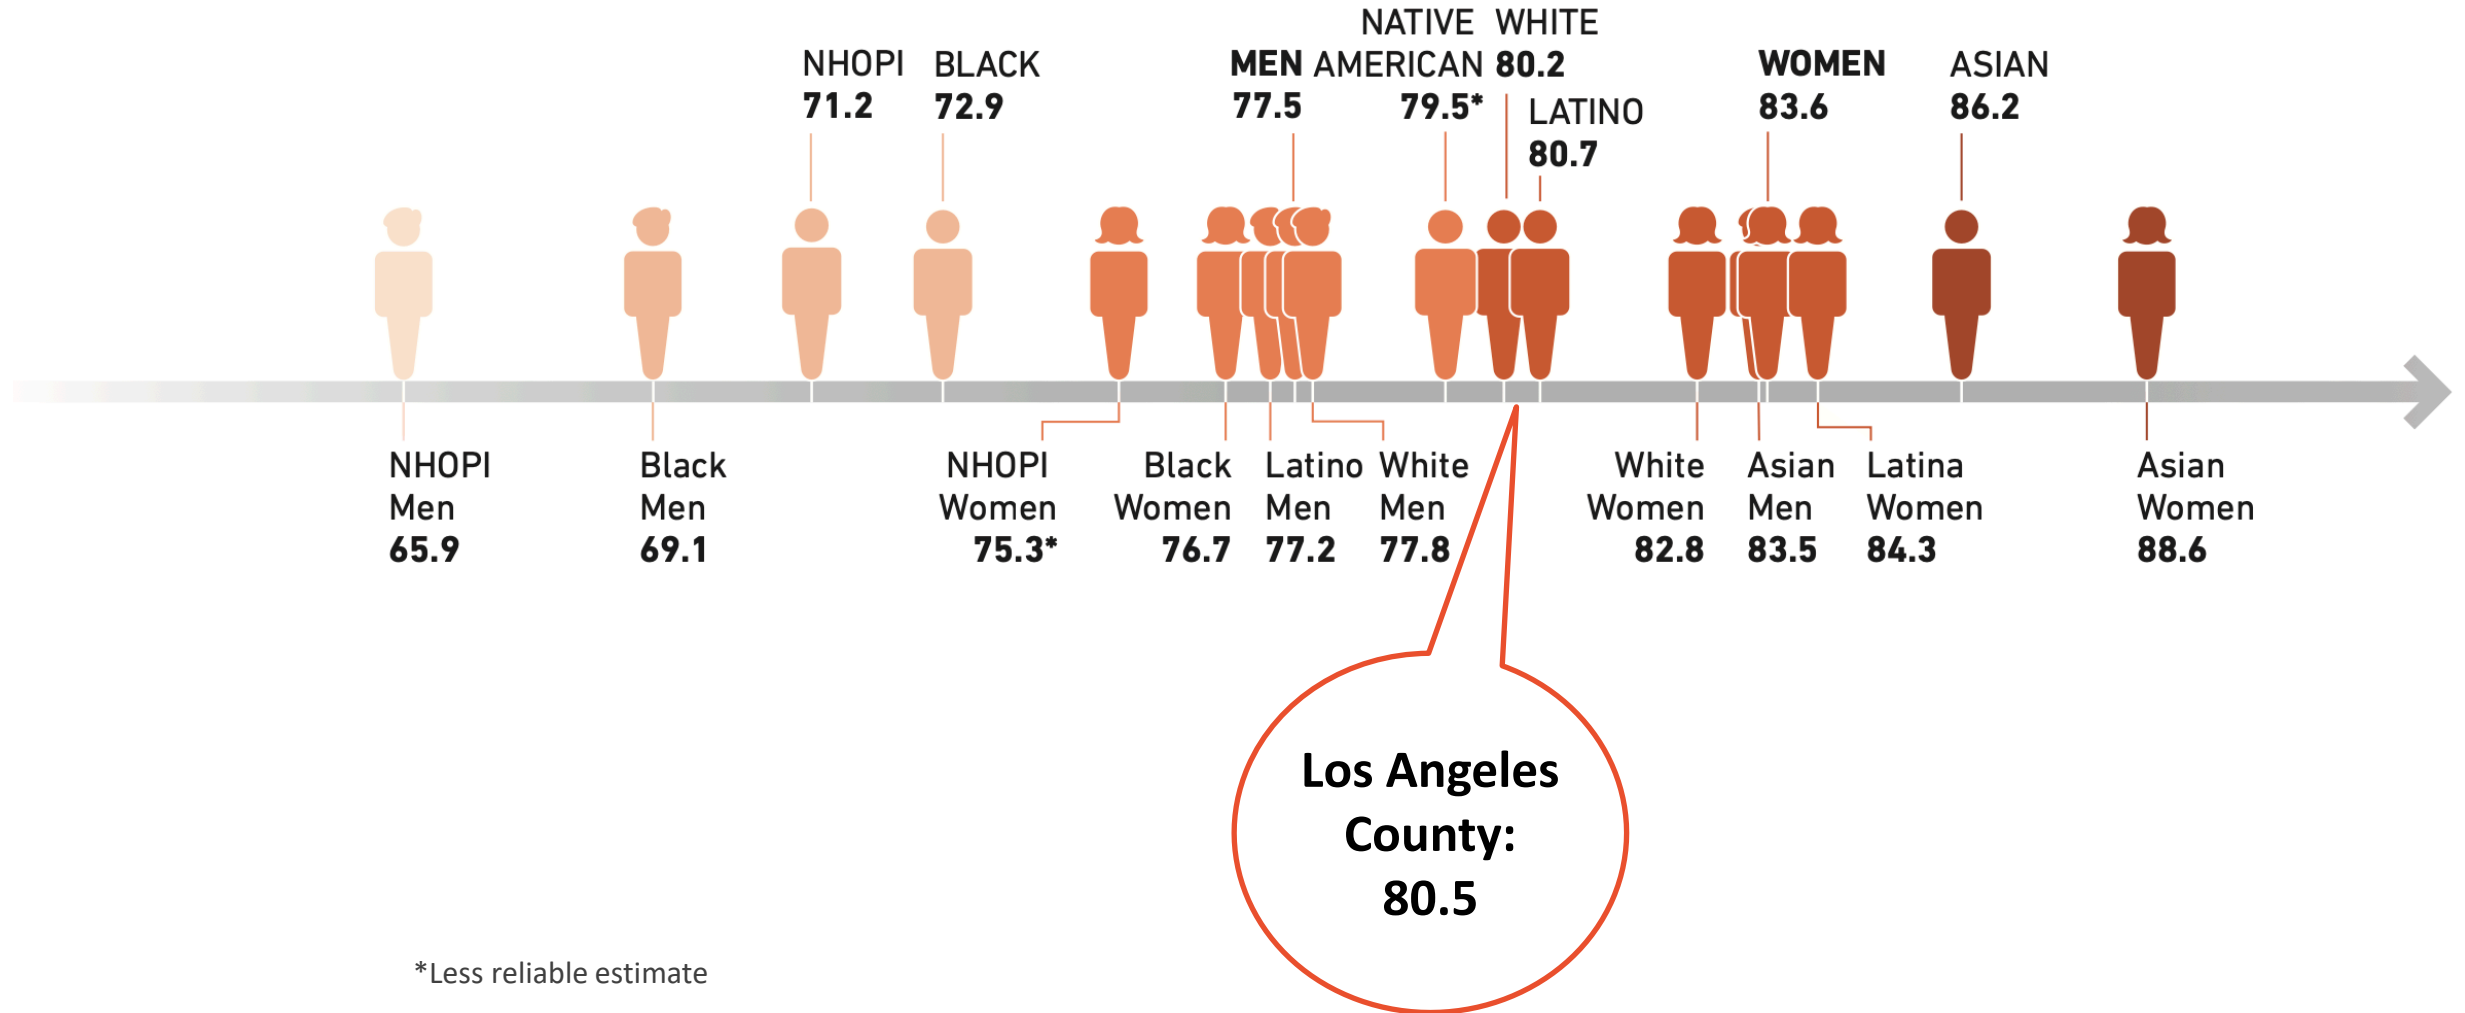 NHOPI
71.2
BLACK
72.9
MEN
77.5
NATIVE
AMERICAN
79.5*
WHITE
80.2
LATINO
80.7
WOMEN
83.6
ASIAN
86.2
NHOPI
Men
65.9
Black
Men
69.1
NHOPI
Women
75.3*
Black
Women
76.7
Latino
Men
77.2
White
Men
77.8
White
Women
82.8
Asian
Men
83.5
Latina
Women
84.3
Asian
Women
88.6
Los Angeles
County:
80.5
*Less reliable estimate